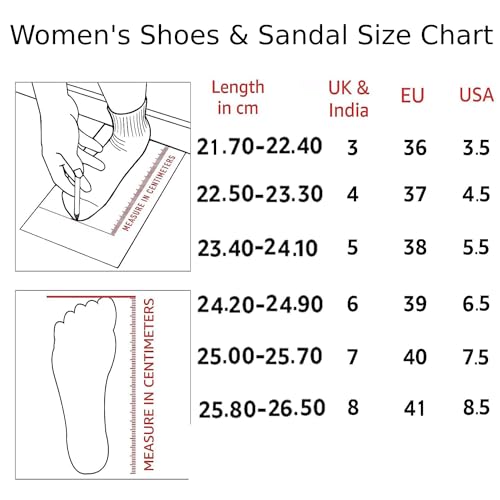 Women's Shoes & Sandal Size Chart
Length in cm UK & India EU USA
21.70-22.40 3 36 3.5
22.50-23.30 4 37 4.5
23.40-24.10 5 38 5.5
24.20-24.90 6 39 6.5
25.00-25.70 7 40 7.5
25.80-26.50 8 41 8.5
MEASURE IN CENTIMETERS
MEASURE IN CENTIMETERS